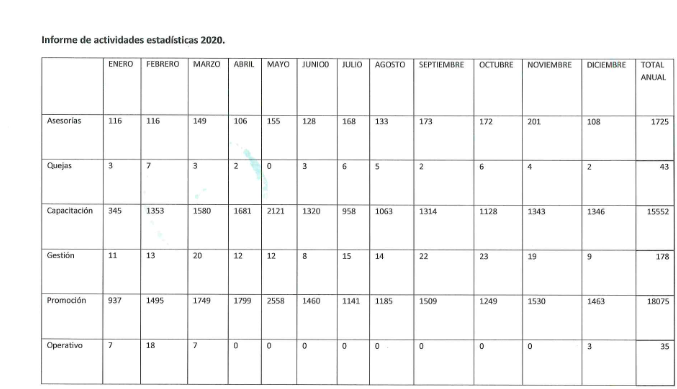 Informe de actividades estadísticas 2020.
ENERO FEBRERO MARZO ABRIL MAYO JUNIO0 JULIO AGOSTO SEPTIEMBRE OCTUBRE NOVIEMBRE DICIEMBRE TOTAL
ANUAL
Asesorías 116 116 149 106 155 128 168 133 173 172 201 108 1725
Quejas 3 7 3 2 0 3 6 5 2 6 4 2 43
Capacitación 345 1353 1580 1681 2121 1320 958 1063 1314 1128 1343 1346 15552
Gestión 11 13 20 12 12 8 15 14 22 23 19 9 178
Promoción 937 1495 1749 1799 2558 1460 1141 1185 1509 1249 1530 1463 18075
Operativo 7 18 7 0 0 0 0 0 0 0 0 3 35